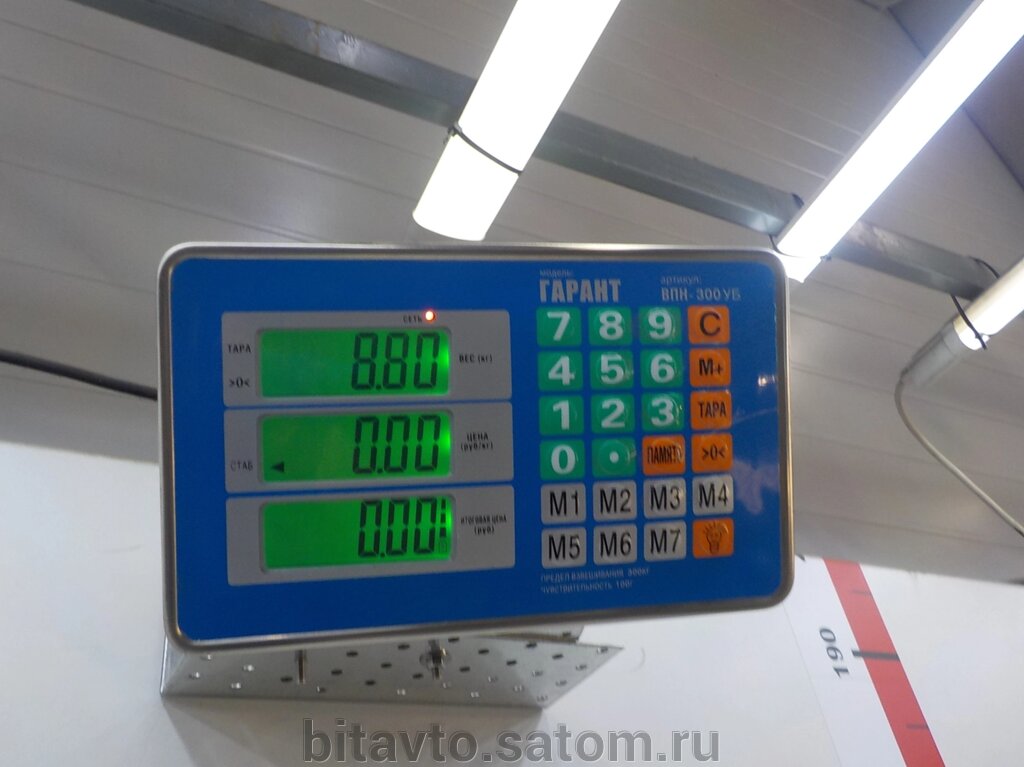 МОДЕЛЬ:
ГАРАНТ
АРТИКУЛ:
ВПН-300УБ
СЕТЬ
ТАРА
>0<
8.80
ВЕС (кг)
СТАБ
0.00
ЦЕНА
(руб/кг)
0.00
ИТОГОВАЯ ЦЕНА
(руб)
7 8 9 C
4 5 6 M+
1 2 3 ТАРА
0 • ПАМЯТЬ >0<
M1 M2 M3 M4
M5 M6 M7
ПРЕДЕЛ ВЗВЕШИВАНИЯ 300КГ
ЧУВСТВИТЕЛЬНОСТЬ 100Г
190
bitavto.satom.ru